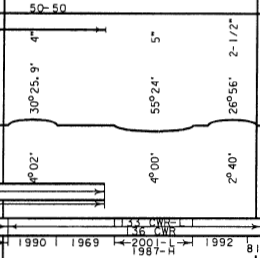 50-50
4" 5" 2-1/2"
30°25.9' 55°24' 26°56'
4°02' 4°00' 2°40'
133 CWR-L
136 CWR
1990 1969 2001-L 1992 81
1987-H